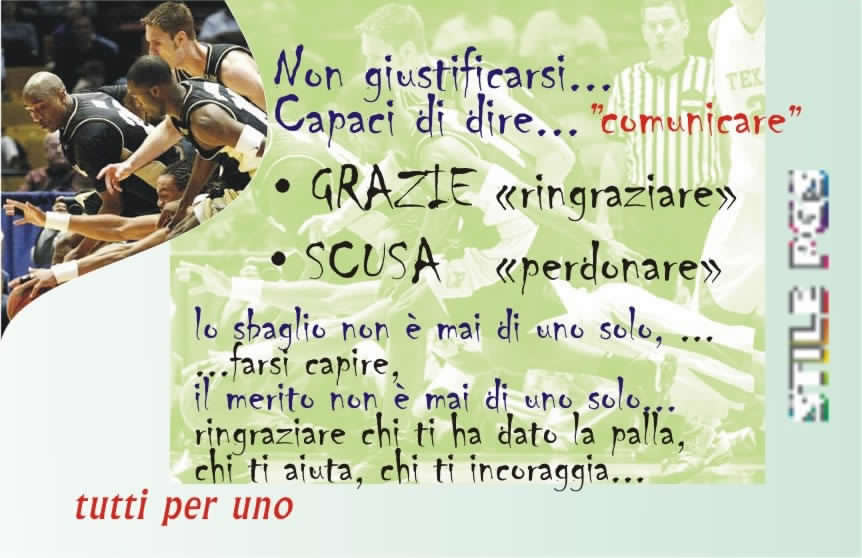 Non giustificarsi...
Capaci di dire... "comunicare"
• GRAZIE «ringraziare»
• SCUSA «perdonare»
lo sbaglio non è mai di uno solo, ...
...farsi capire,
il merito non è mai di uno solo...
ringraziare chi ti ha dato la palla,
chi ti aiuta, chi ti incoraggia...
tutti per uno
STILE PGS
TEX